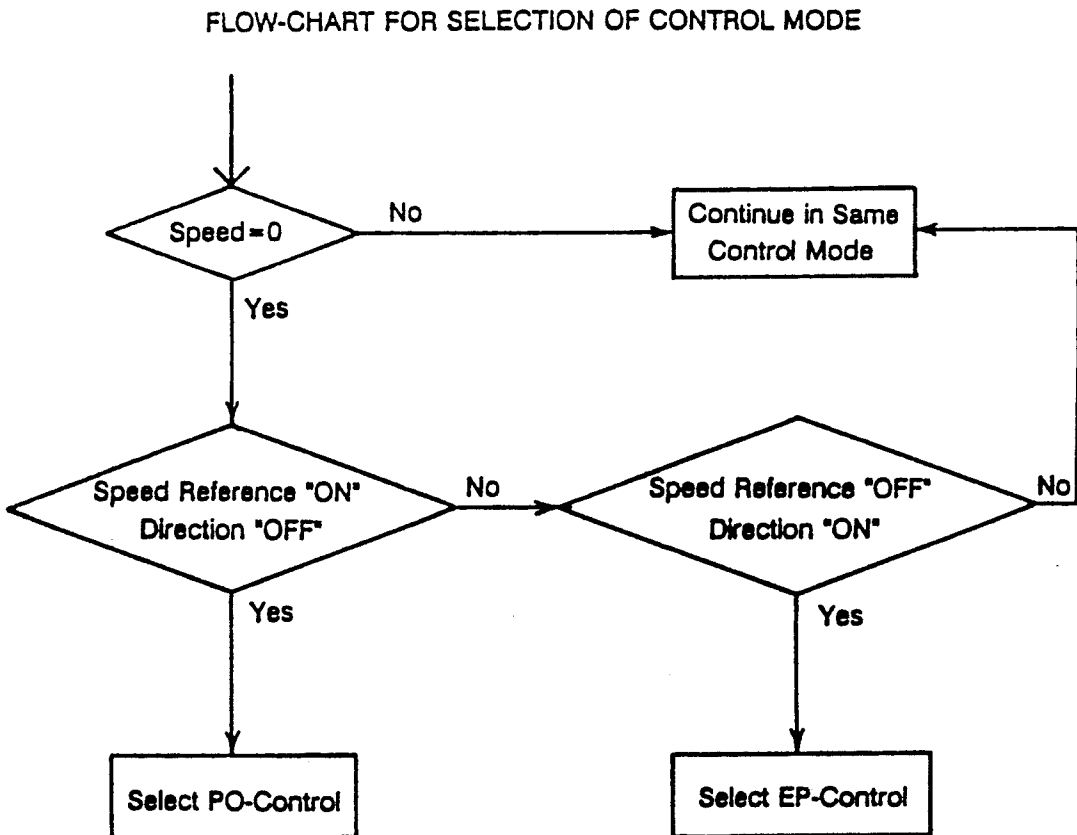 FLOW-CHART FOR SELECTION OF CONTROL MODE
Speed=0
No
Continue in Same
Control Mode
Yes
Speed Reference "ON"
Direction "OFF"
No
Speed Reference "OFF"
Direction "ON"
No
Yes
Yes
Select PO-Control
Select EP-Control